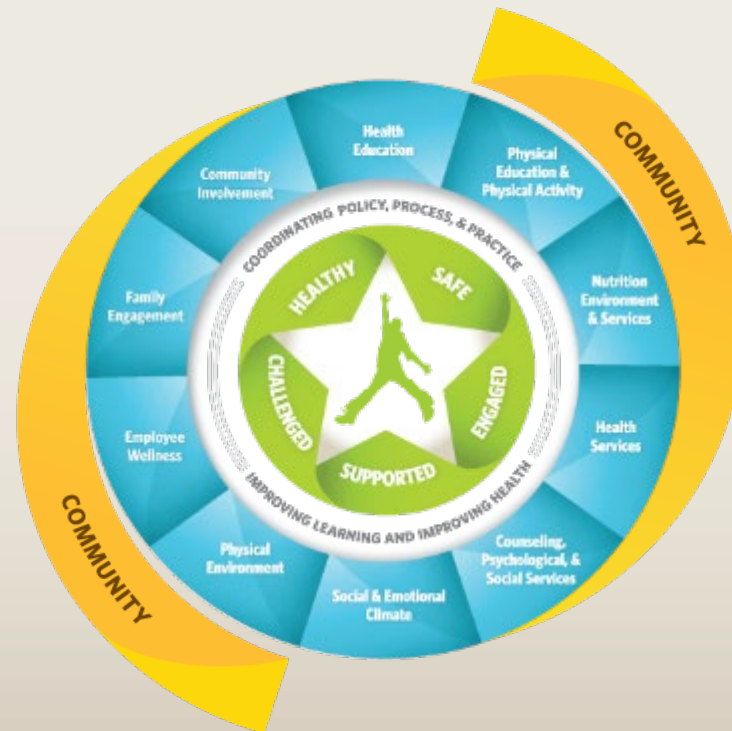 COMMUNITY
Health
Education
Physical
Education &
Physical Activity
Nutrition
Environment
& Services
Health
Services
Counseling,
Psychological, &
Social Services
Social & Emotional
Climate
Physical
Environment
Employee
Wellness
Family
Engagement
Community
Involvement
COORDINATING POLICY, PROCESS, & PRACTICE
IMPROVING LEARNING AND IMPROVING HEALTH
HEALTHY
SAFE
ENGAGED
SUPPORTED
CHALLENGED
COMMUNITY